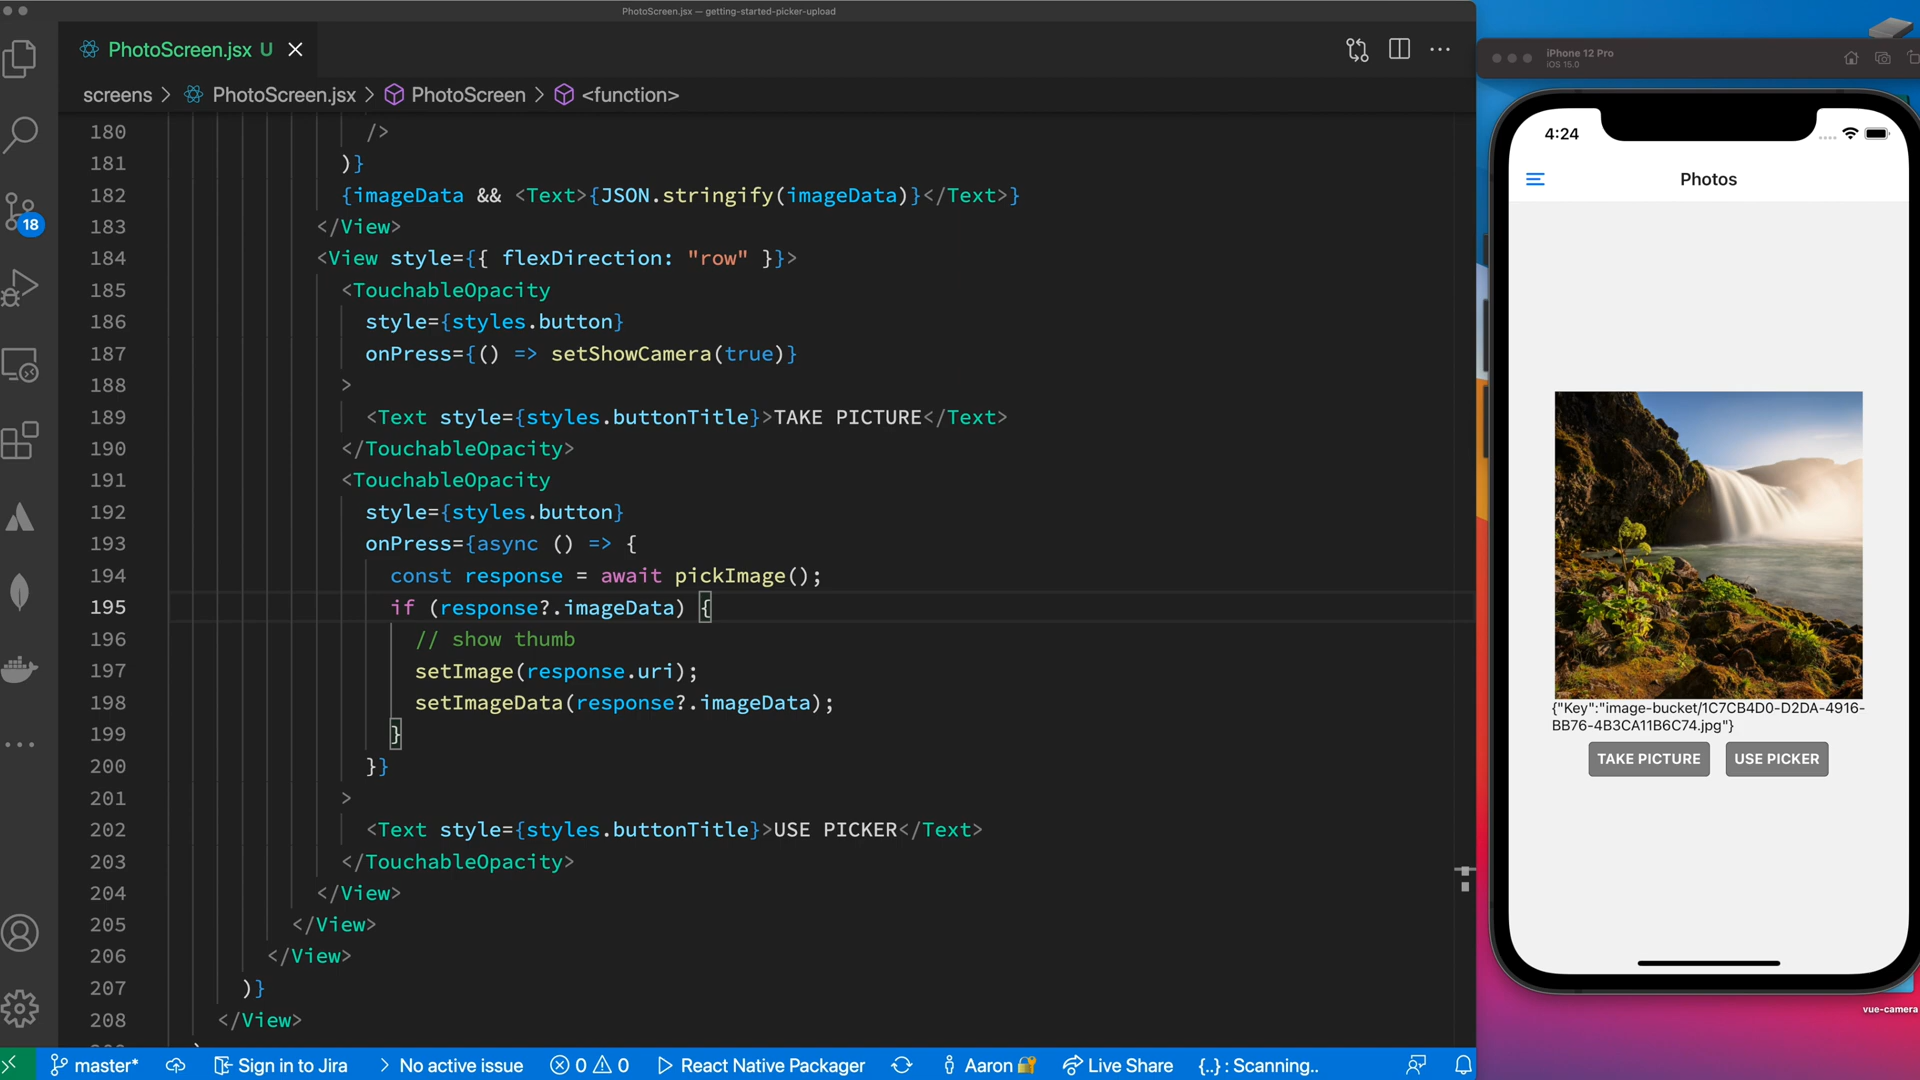 PhotoScreen.jsx — getting-started-picker-upload
PhotoScreen.jsx U
screens > PhotoScreen.jsx > PhotoScreen > <function>
180 />
181 )}
182 {imageData && <Text>{JSON.stringify(imageData)}</Text>}
183 </View>
184 <View style={{ flexDirection: "row" }}>
185 <TouchableOpacity
186 style={styles.button}
187 onPress={() => setShowCamera(true)}
188 >
189 <Text style={styles.buttonTitle}>TAKE PICTURE</Text>
190 </TouchableOpacity>
191 <TouchableOpacity
192 style={styles.button}
193 onPress={async () => {
194 const response = await pickImage();
195 if (response?.imageData) {
196 // show thumb
197 setImage(response.uri);
198 setImageData(response?.imageData);
199 }
200 }}
201 >
202 <Text style={styles.buttonTitle}>USE PICKER</Text>
203 </TouchableOpacity>
204 </View>
205 </View>
206 </View>
207 )}
208 </View>
18
master* Sign in to Jira No active issue 0 0 React Native Packager Aaron Live Share {..} : Scanning..
iPhone 12 Pro
iOS 15.0
4:24
Photos
{"Key":"image-bucket/1C7CB4D0-D2DA-4916-
BB76-4B3CA11B6C74.jpg"}
TAKE PICTURE USE PICKER
vue-camera